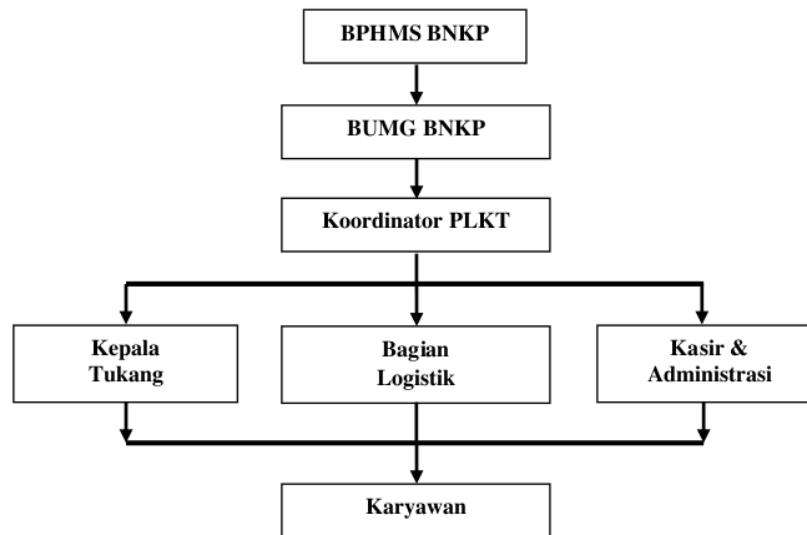 BPHMS BNKP
BUMG BNKP
Koordinator PLKT
Kepala
Tukang
Bagian
Logistik
Kasir &
Administrasi
Karyawan